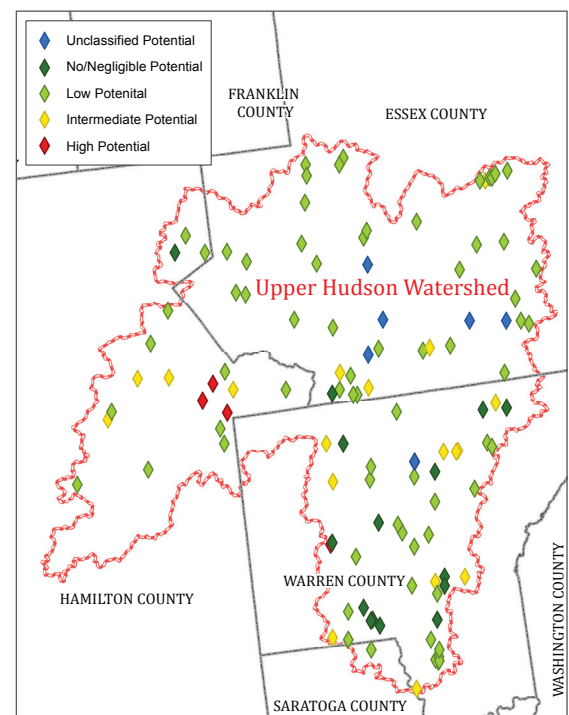 Unclassified Potential
No/Negligible Potential
Low Potenital
Intermediate Potential
High Potential
FRANKLIN
COUNTY
ESSEX COUNTY
Upper Hudson Watershed
WARREN COUNTY
HAMILTON COUNTY
WASHINGTON COUNTY
SARATOGA COUNTY